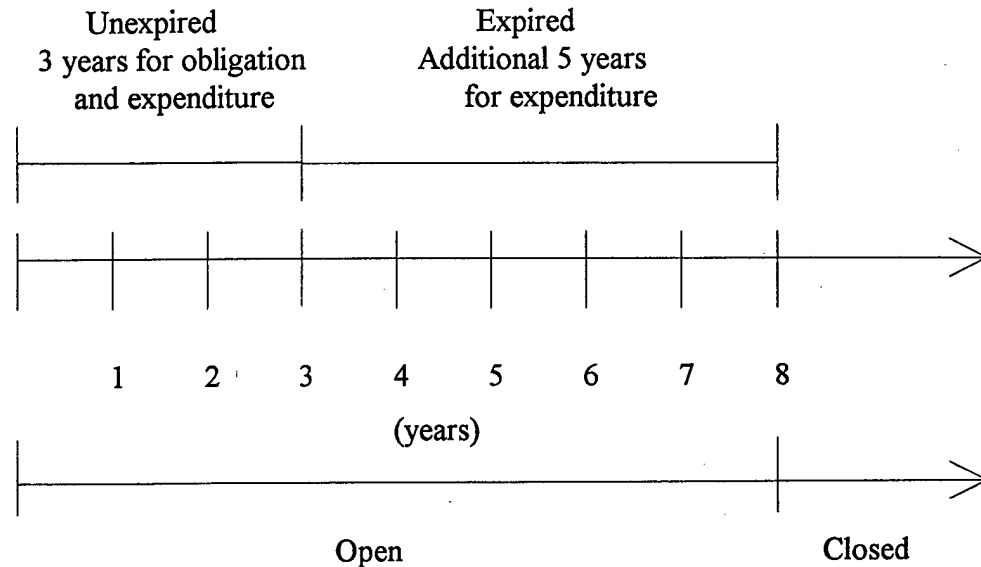 Unexpired
3 years for obligation
and expenditure
Expired
Additional 5 years
for expenditure
1 2 3 4 5 6 7 8
(years)
Open Closed